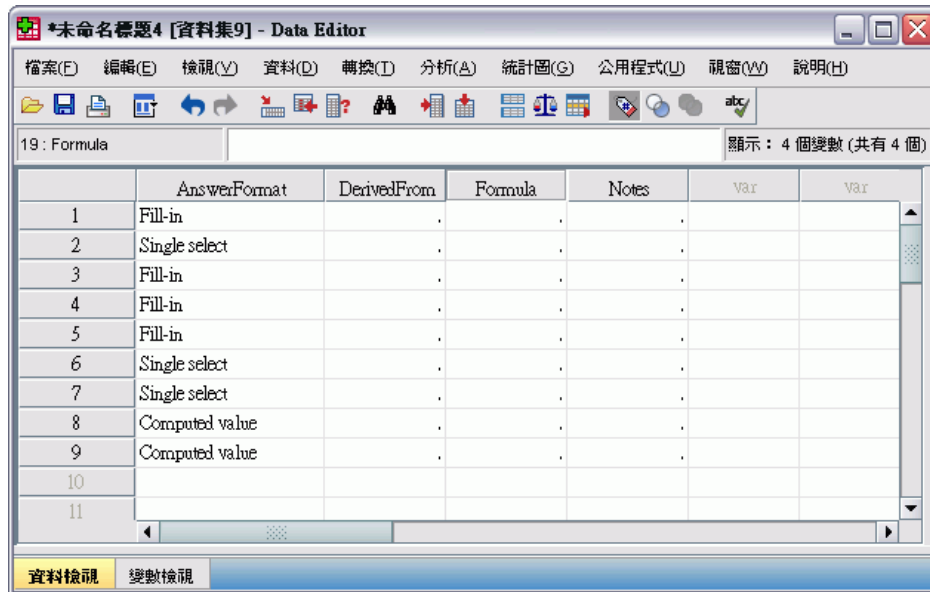 *未命名標題4 [資料集9] - Data Editor
檔案(F) 編輯(E) 檢視(V) 資料(D) 轉換(T) 分析(A) 統計圖(G) 公用程式(U) 視窗(W) 說明(H)
abc
19 : Formula 顯示： 4 個變數 (共有 4 個)
AnswerFormat DerivedFrom Formula Notes var var
1 Fill-in . . .
2 Single select . . .
3 Fill-in . . .
4 Fill-in . . .
5 Fill-in . . .
6 Single select . . .
7 Single select . . .
8 Computed value . . .
9 Computed value . . .
10
11
資料檢視 變數檢視